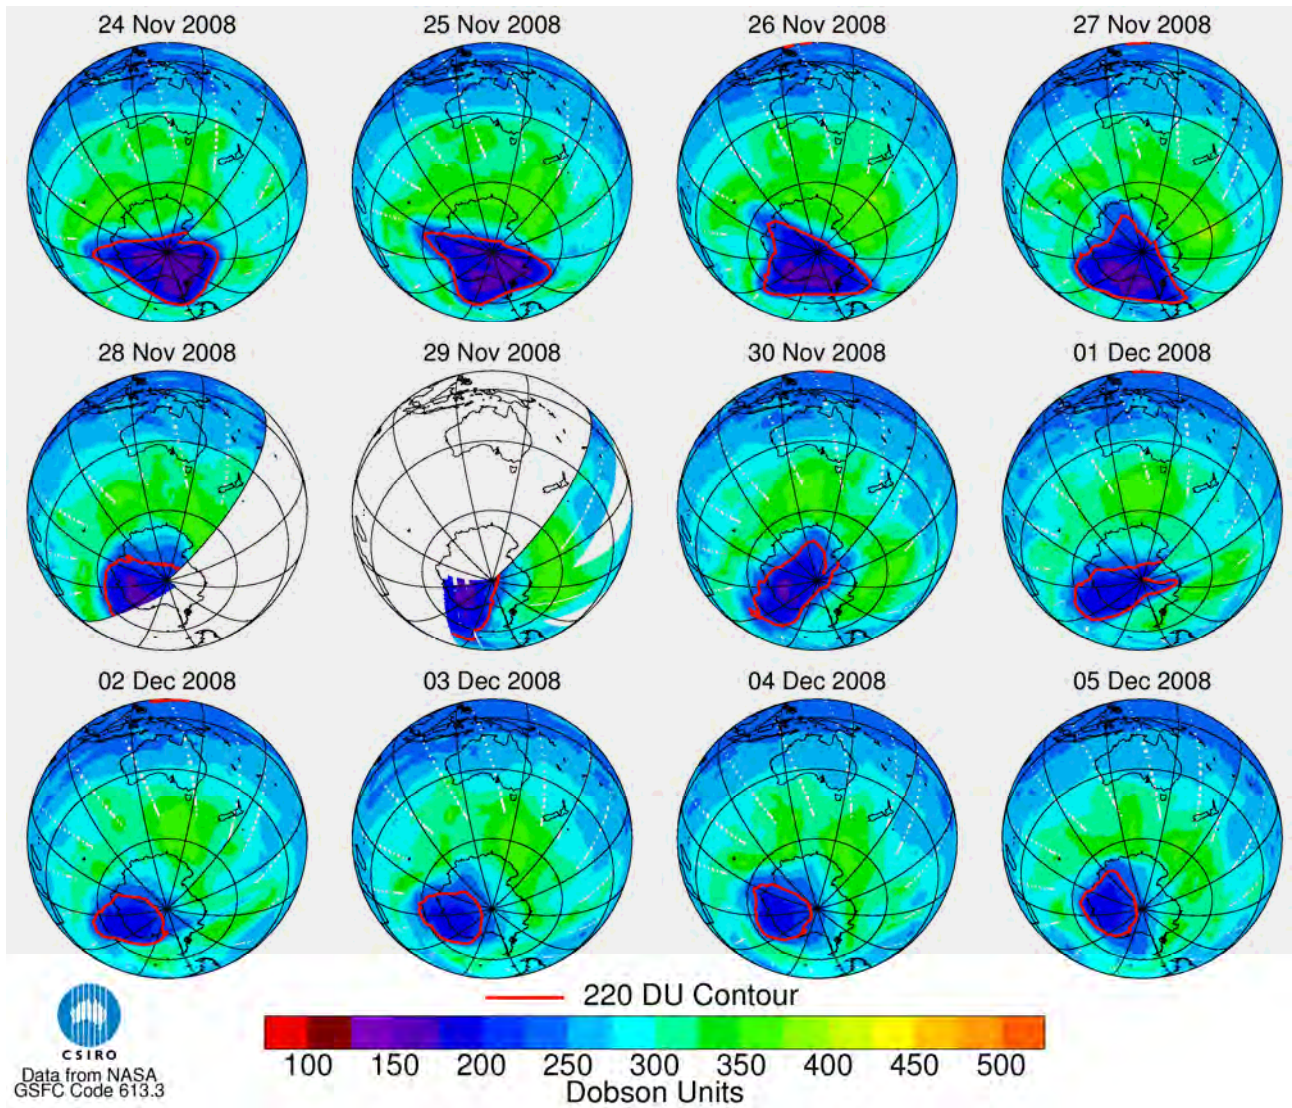 24 Nov 2008
25 Nov 2008
26 Nov 2008
27 Nov 2008
28 Nov 2008
29 Nov 2008
30 Nov 2008
01 Dec 2008
02 Dec 2008
03 Dec 2008
04 Dec 2008
05 Dec 2008
220 DU Contour
100 150 200 250 300 350 400 450 500
Dobson Units
CSIRO
Data from NASA
GSFC Code 613.3